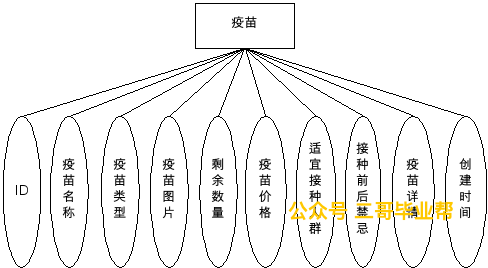 疫苗
ID
疫苗名称
疫苗类型
疫苗图片
剩余数量
疫苗价格
适宜接种人群
接种前后禁忌
疫苗详情
创建时间
公众号 二哥毕业帮